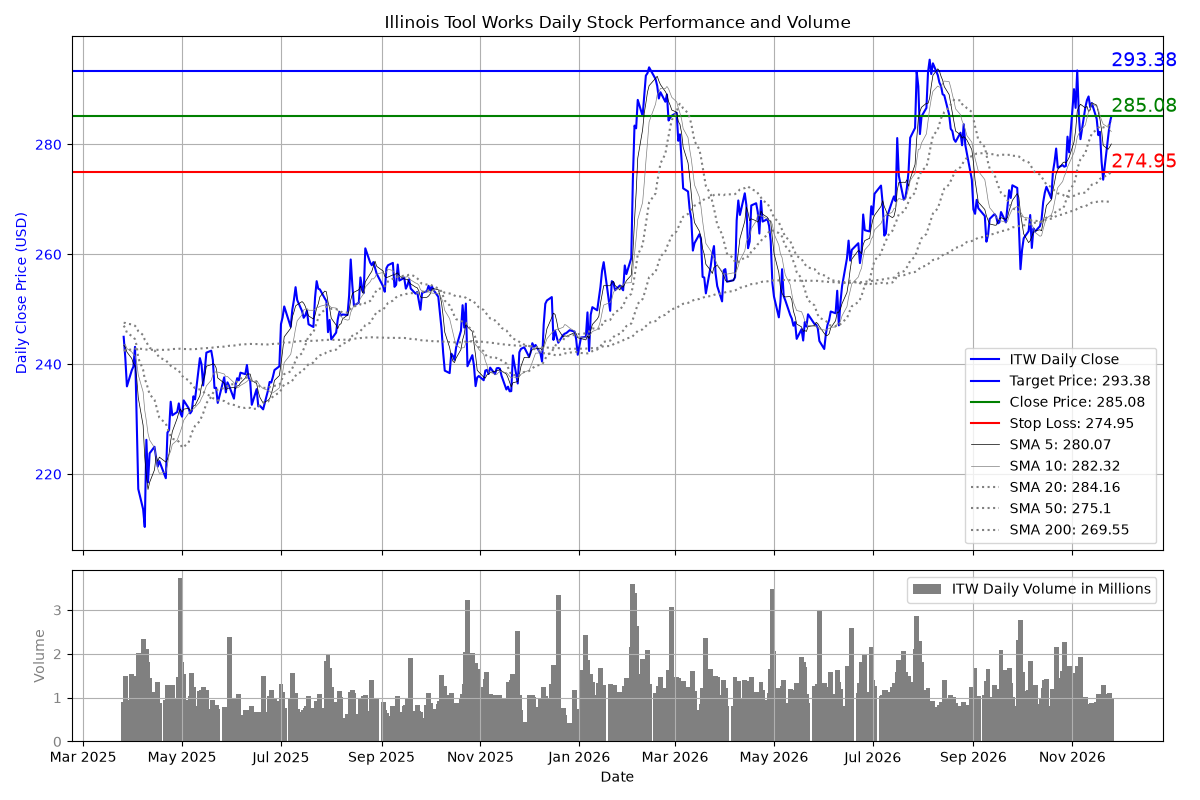 Illinois Tool Works Daily Stock Performance and Volume
293.38
285.08
274.95
280
260
240
220
Daily Close Price (USD)
ITW Daily Close
Target Price: 293.38
Close Price: 285.08
Stop Loss: 274.95
SMA 5: 280.07
SMA 10: 282.32
SMA 20: 284.16
SMA 50: 275.1
SMA 200: 269.55
ITW Daily Volume in Millions
3
2
1
0
Volume
Mar 2025 May 2025 Jul 2025 Sep 2025 Nov 2025 Jan 2026 Mar 2026 May 2026 Jul 2026 Sep 2026 Nov 2026
Date